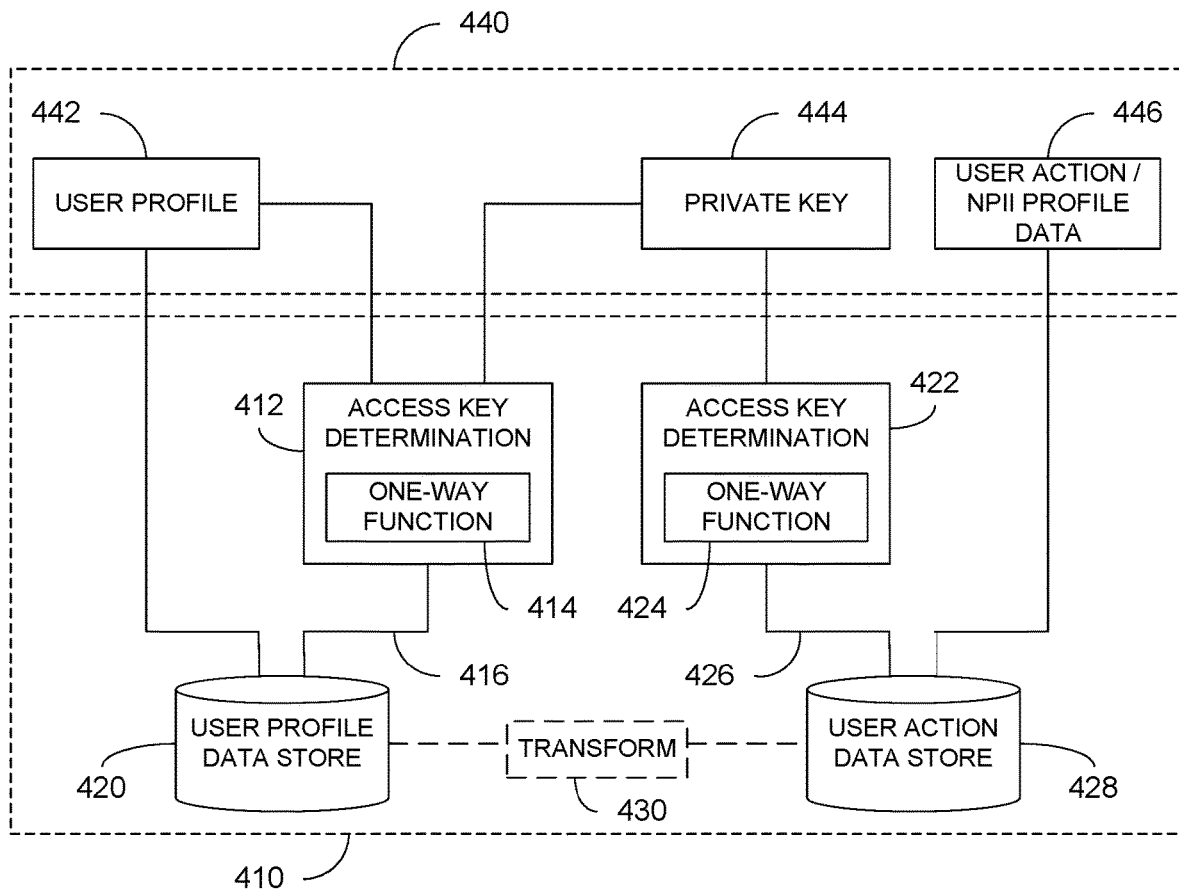 440
442
444
446
USER PROFILE
PRIVATE KEY
USER ACTION /
NPII PROFILE
DATA
412
ACCESS KEY
DETERMINATION
ONE-WAY
FUNCTION
ACCESS KEY
DETERMINATION
ONE-WAY
FUNCTION
422
414
424
416
426
USER PROFILE
DATA STORE
TRANSFORM
USER ACTION
DATA STORE
420
430
428
410